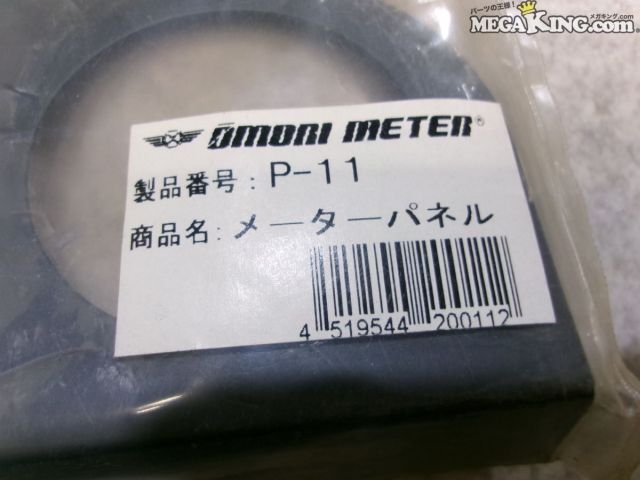 パーツの王様！ メガキング.com
MEGAKING.com
ŌMORI METER®
製品番号：P-11
商品名：メーターパネル
4 519544 200112